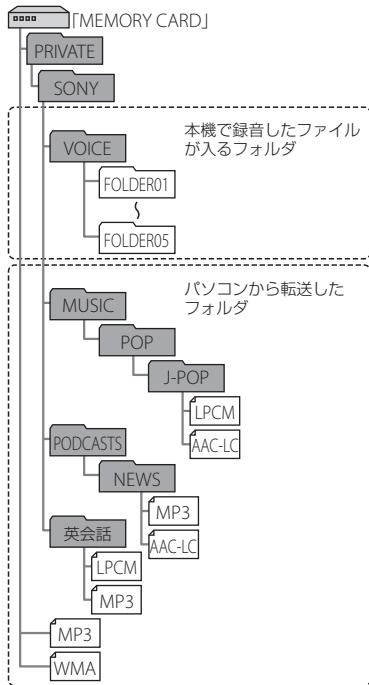 「MEMORY CARD」
PRIVATE
SONY
本機で録音したファイル
が入るフォルダ
VOICE
FOLDER01
〜
FOLDER05
パソコンから転送した
フォルダ
MUSIC
POP
J-POP
LPCM
AAC-LC
PODCASTS
NEWS
MP3
AAC-LC
英会話
LPCM
MP3
MP3
WMA